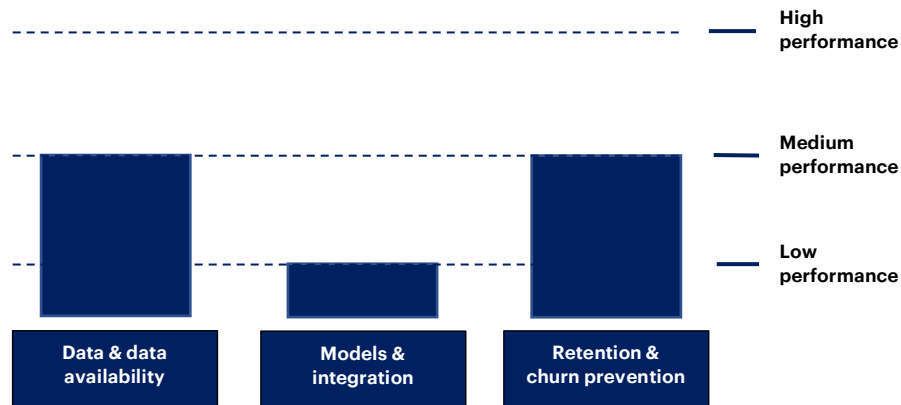 High
performance
Medium
performance
Low
performance
Data & data
availability
Models &
integration
Retention &
churn prevention